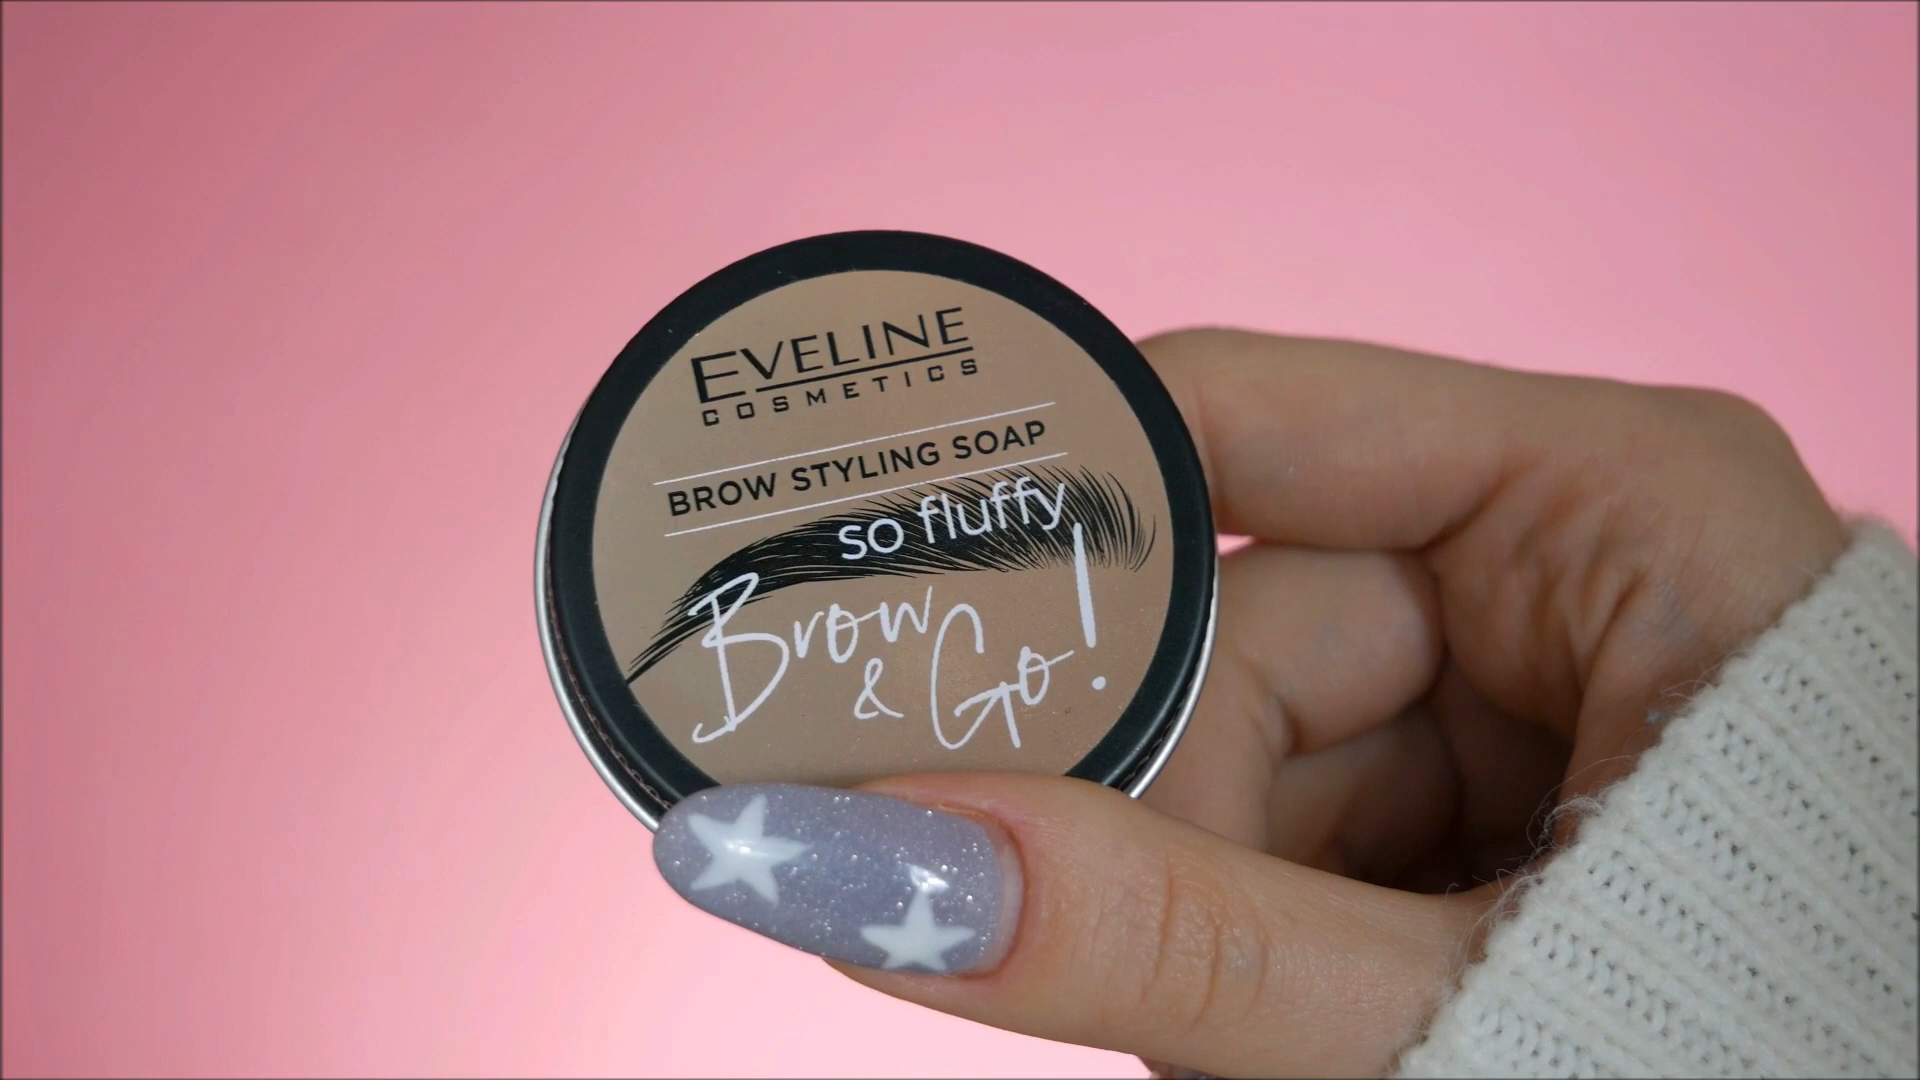 EVELINE
COSMETICS
BROW STYLING SOAP
so fluffy
Brow
& Go!